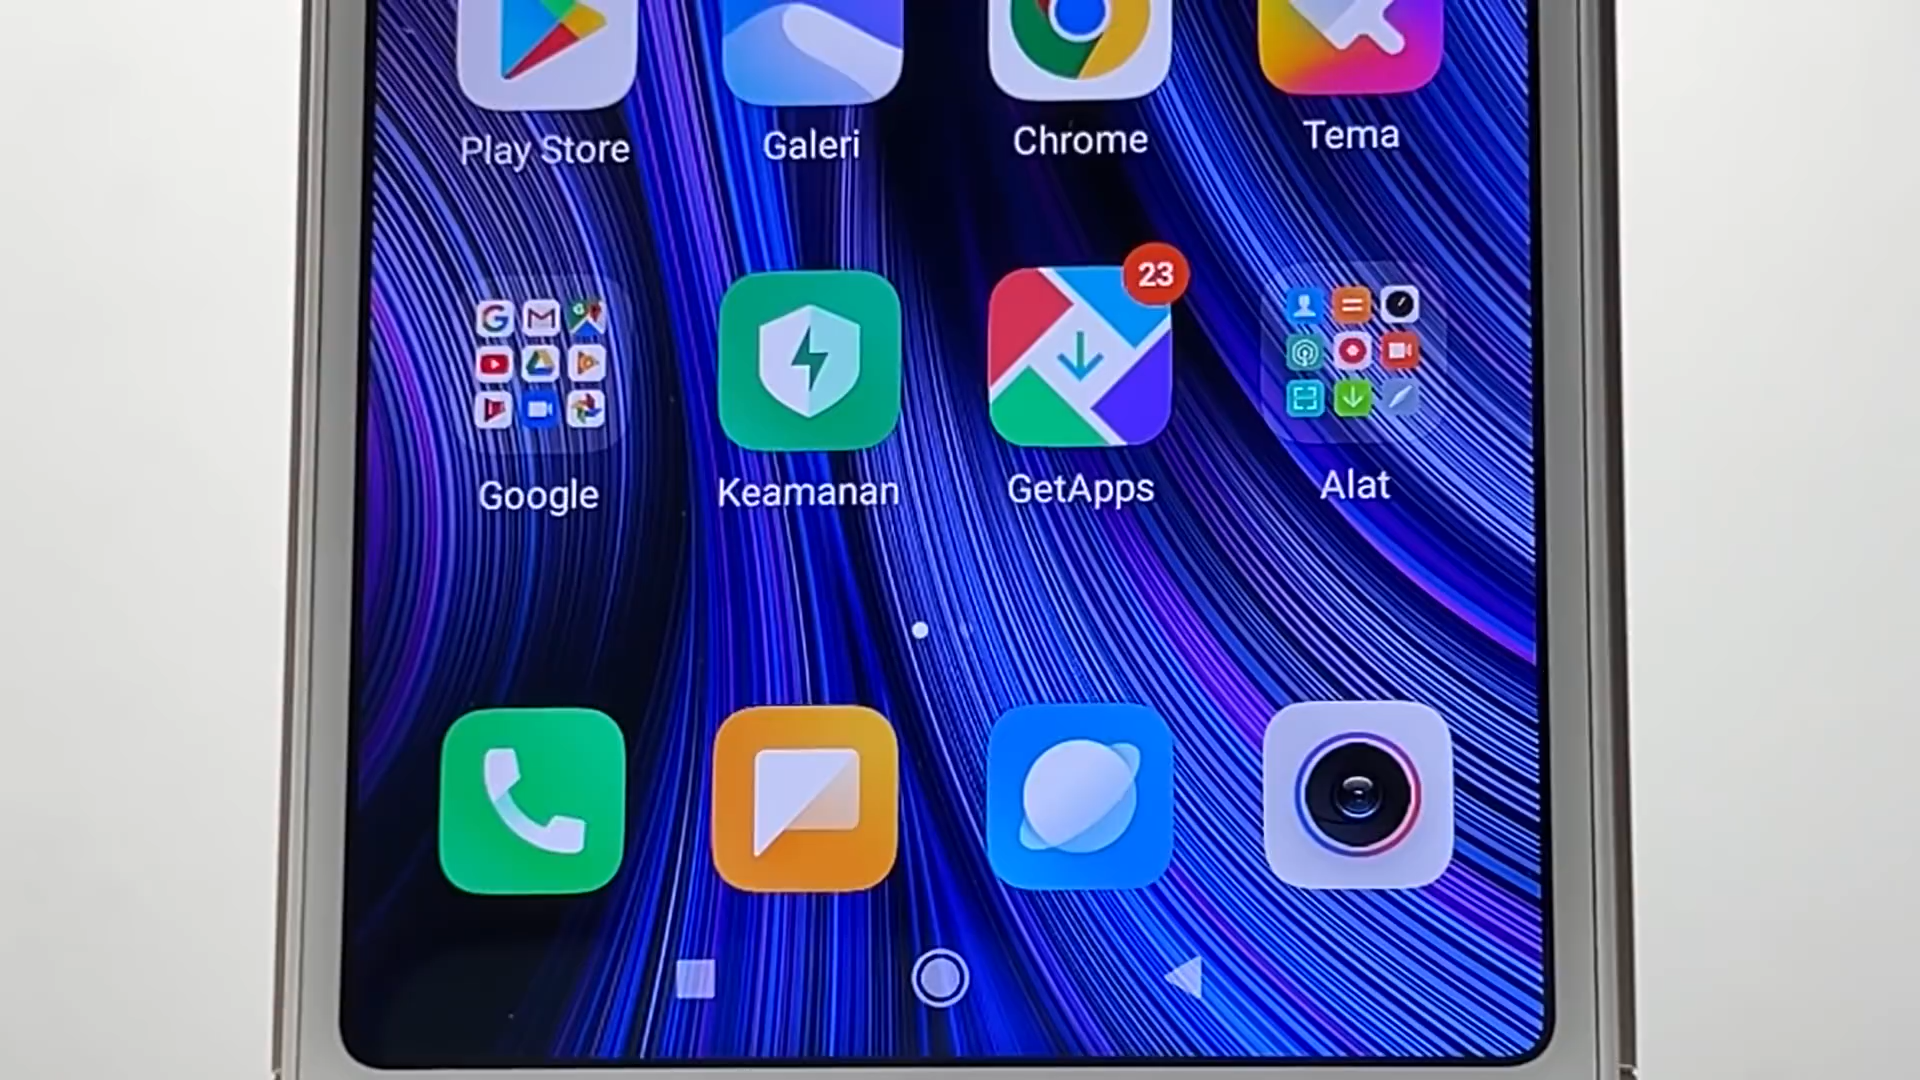 Play Store
Galeri
Chrome
Tema
23
Google
Keamanan
GetApps
Alat